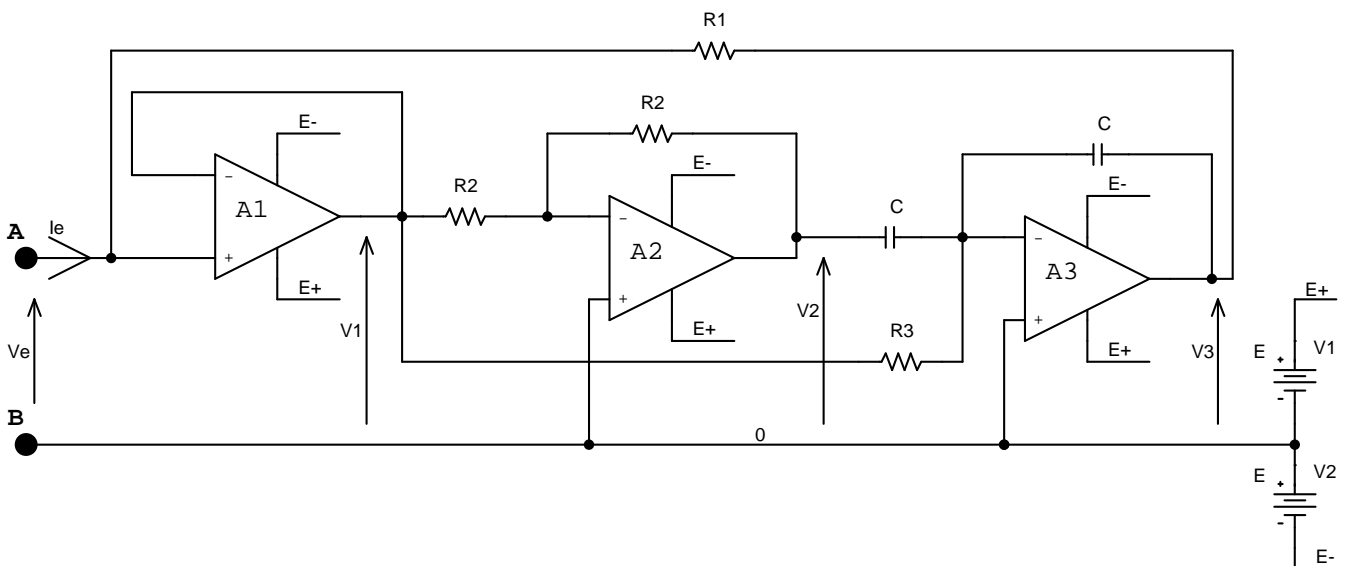 R1
R2
C
E-
E-
E-
R2
C
A1
A
Ie
A2
A3
E+
E+
V1
V2
R3
E+
E+
Ve
V3
E
+
V1
-
B
0
E
+
V2
-
E-
-
+
-
+
-
+